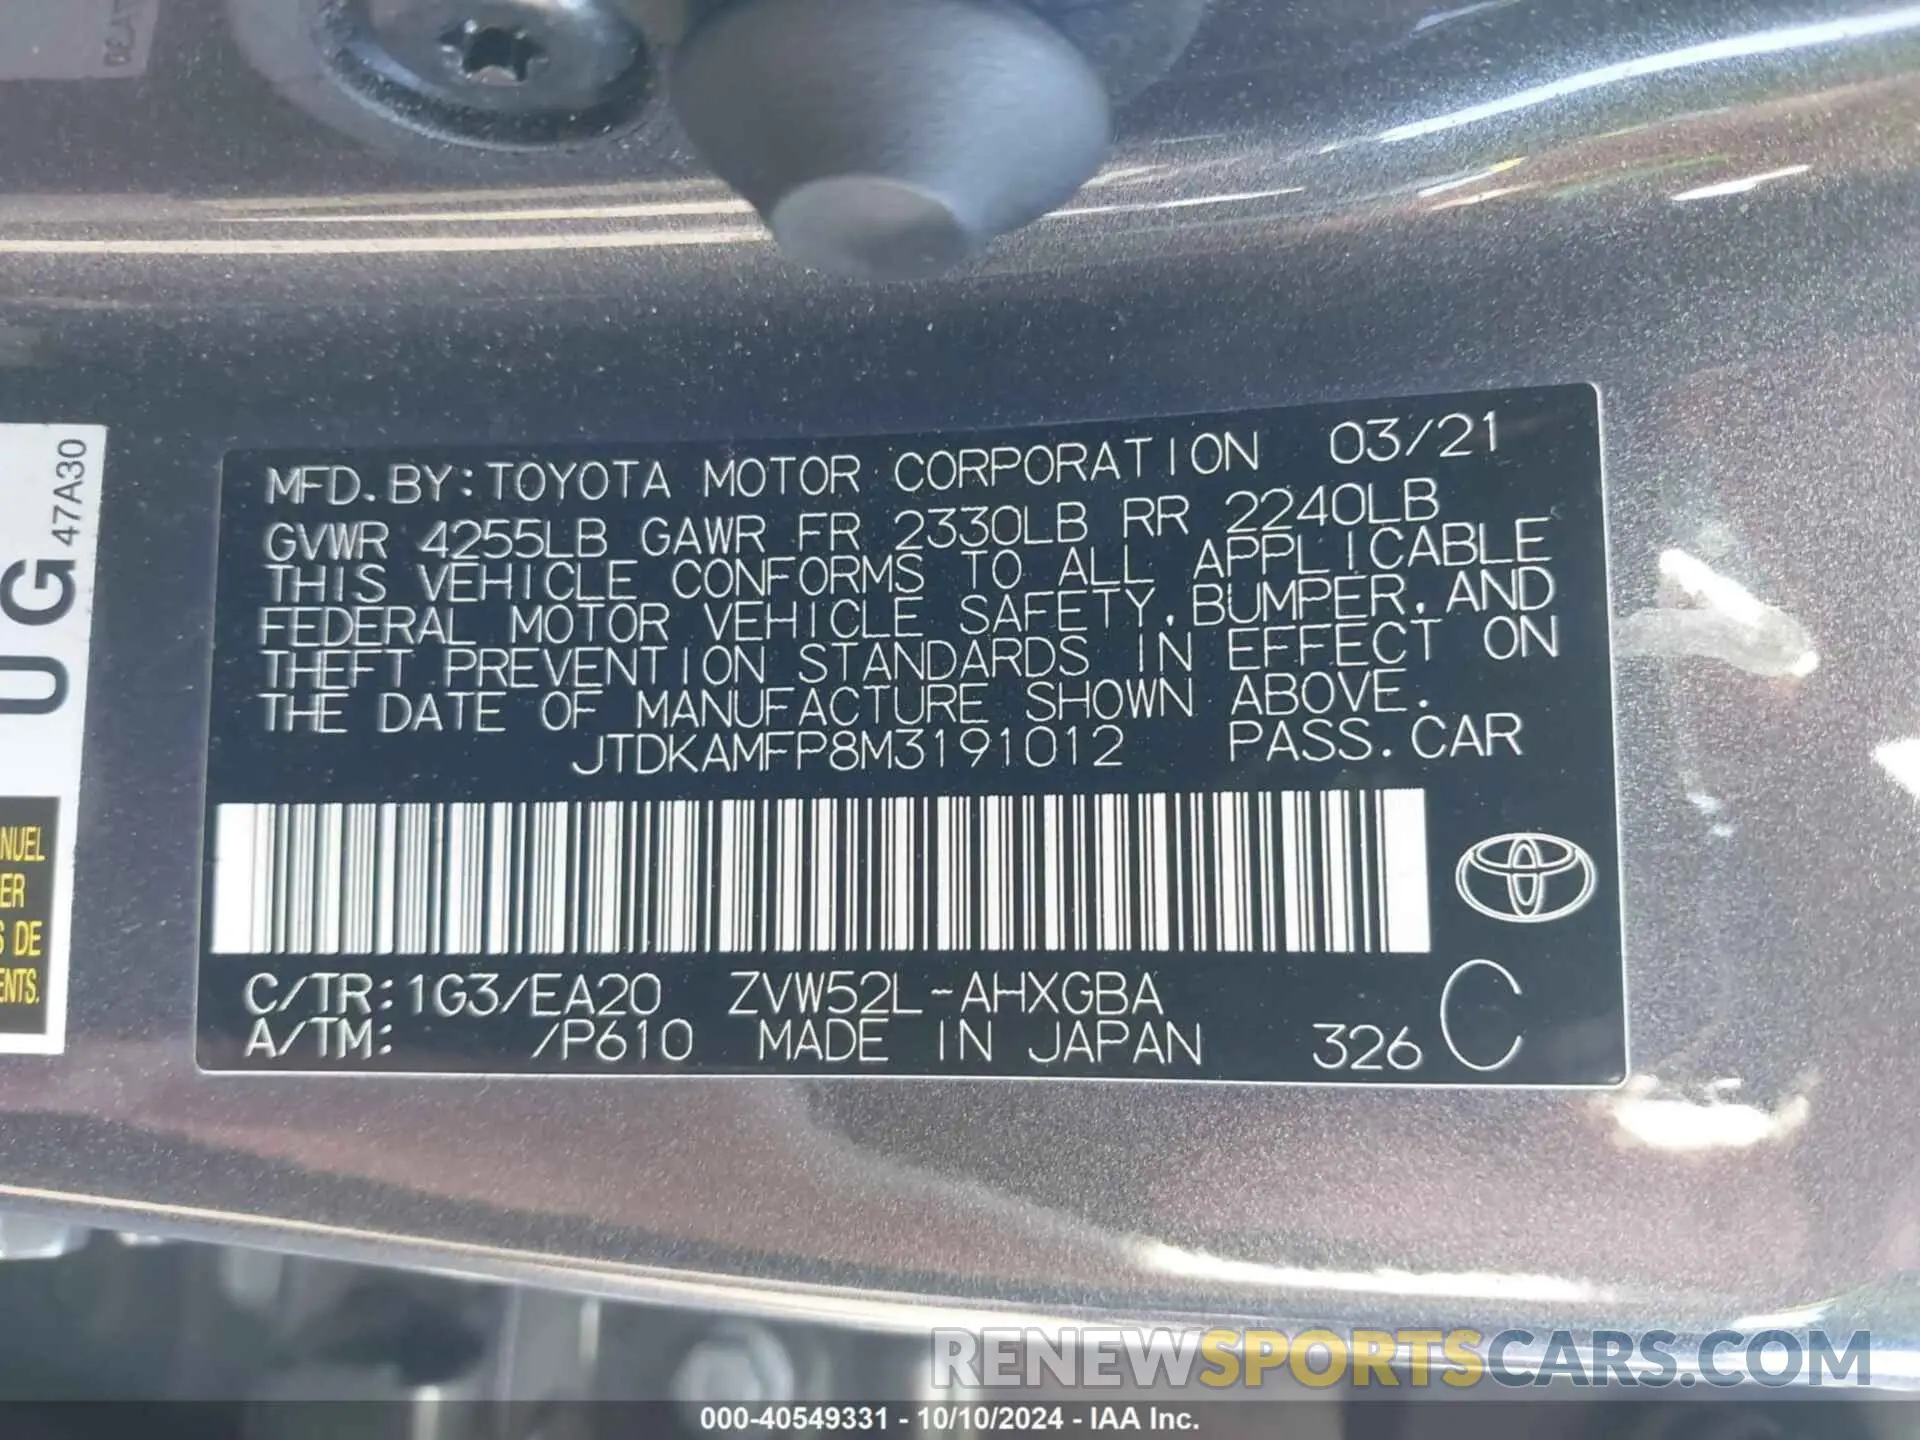 47A30
UG
NUEL
ER
S DE
ENTS.
MFD.BY:TOYOTA MOTOR CORPORATION 03/21
GVWR 4255LB GAWR FR 2330LB RR 2240LB
THIS VEHICLE CONFORMS TO ALL APPLICABLE
FEDERAL MOTOR VEHICLE SAFETY,BUMPER,AND
THEFT PREVENTION STANDARDS IN EFFECT ON
THE DATE OF MANUFACTURE SHOWN ABOVE.
JTDKAMFP8M3191012 PASS.CAR
C/TR:1G3/EA20 ZVW52L-AHXGBA
A/TM: /P610 MADE IN JAPAN 326 C
RENEWSPORTSCARS.COM
000-40549331 - 10/10/2024 - IAA Inc.